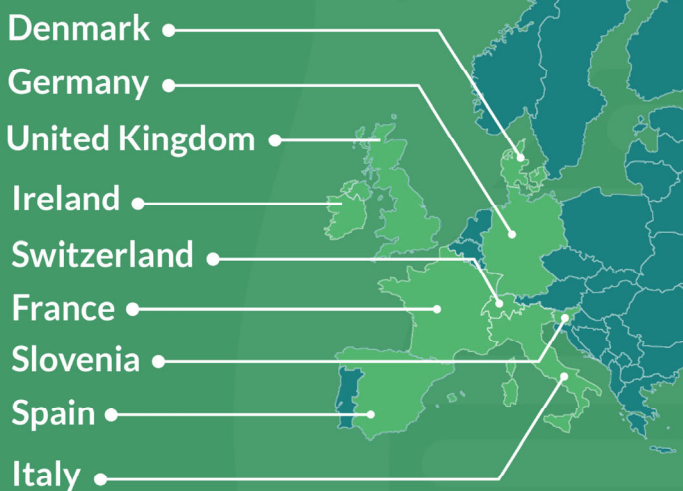 Denmark
Germany
United Kingdom
Ireland
Switzerland
France
Slovenia
Spain
Italy